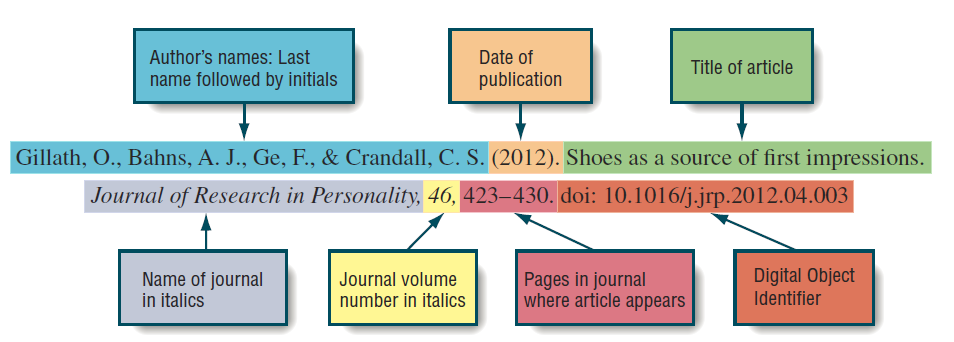 Author's names: Last
name followed by initials
Date of
publication
Title of article
Gillath, O., Bahns, A. J., Ge, F., & Crandall, C. S. (2012). Shoes as a source of first impressions.
Journal of Research in Personality, 46, 423–430. doi: 10.1016/j.jrp.2012.04.003
Name of journal
in italics
Journal volume
number in italics
Pages in journal
where article appears
Digital Object
Identifier